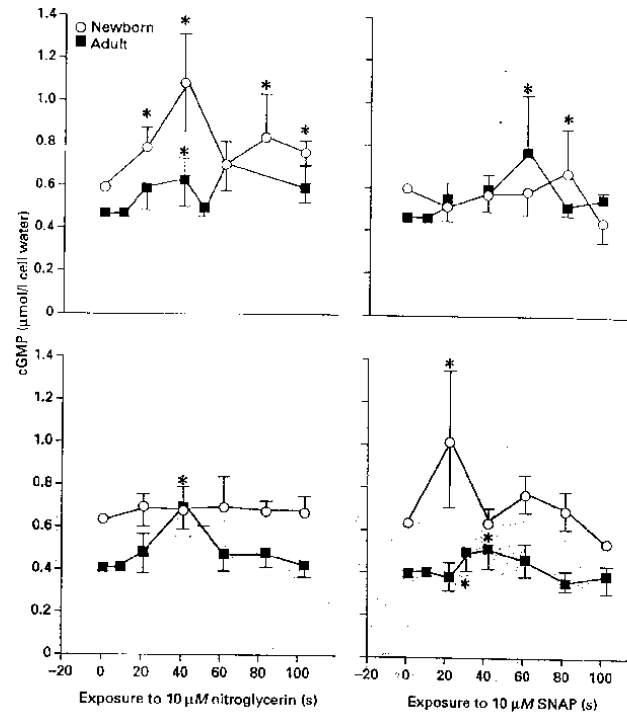 ○ Newborn
■ Adult
1.4
1.2
1.0
0.8
0.6
0.4
0.2
0
cGMP (μmol/l cell water)
1.4
1.2
1.0
0.8
0.6
0.4
0.2
0
−20 0 20 40 60 80 100
−20 0 20 40 60 80 100
Exposure to 10 μM nitroglycerin (s)
Exposure to 10 μM SNAP (s)